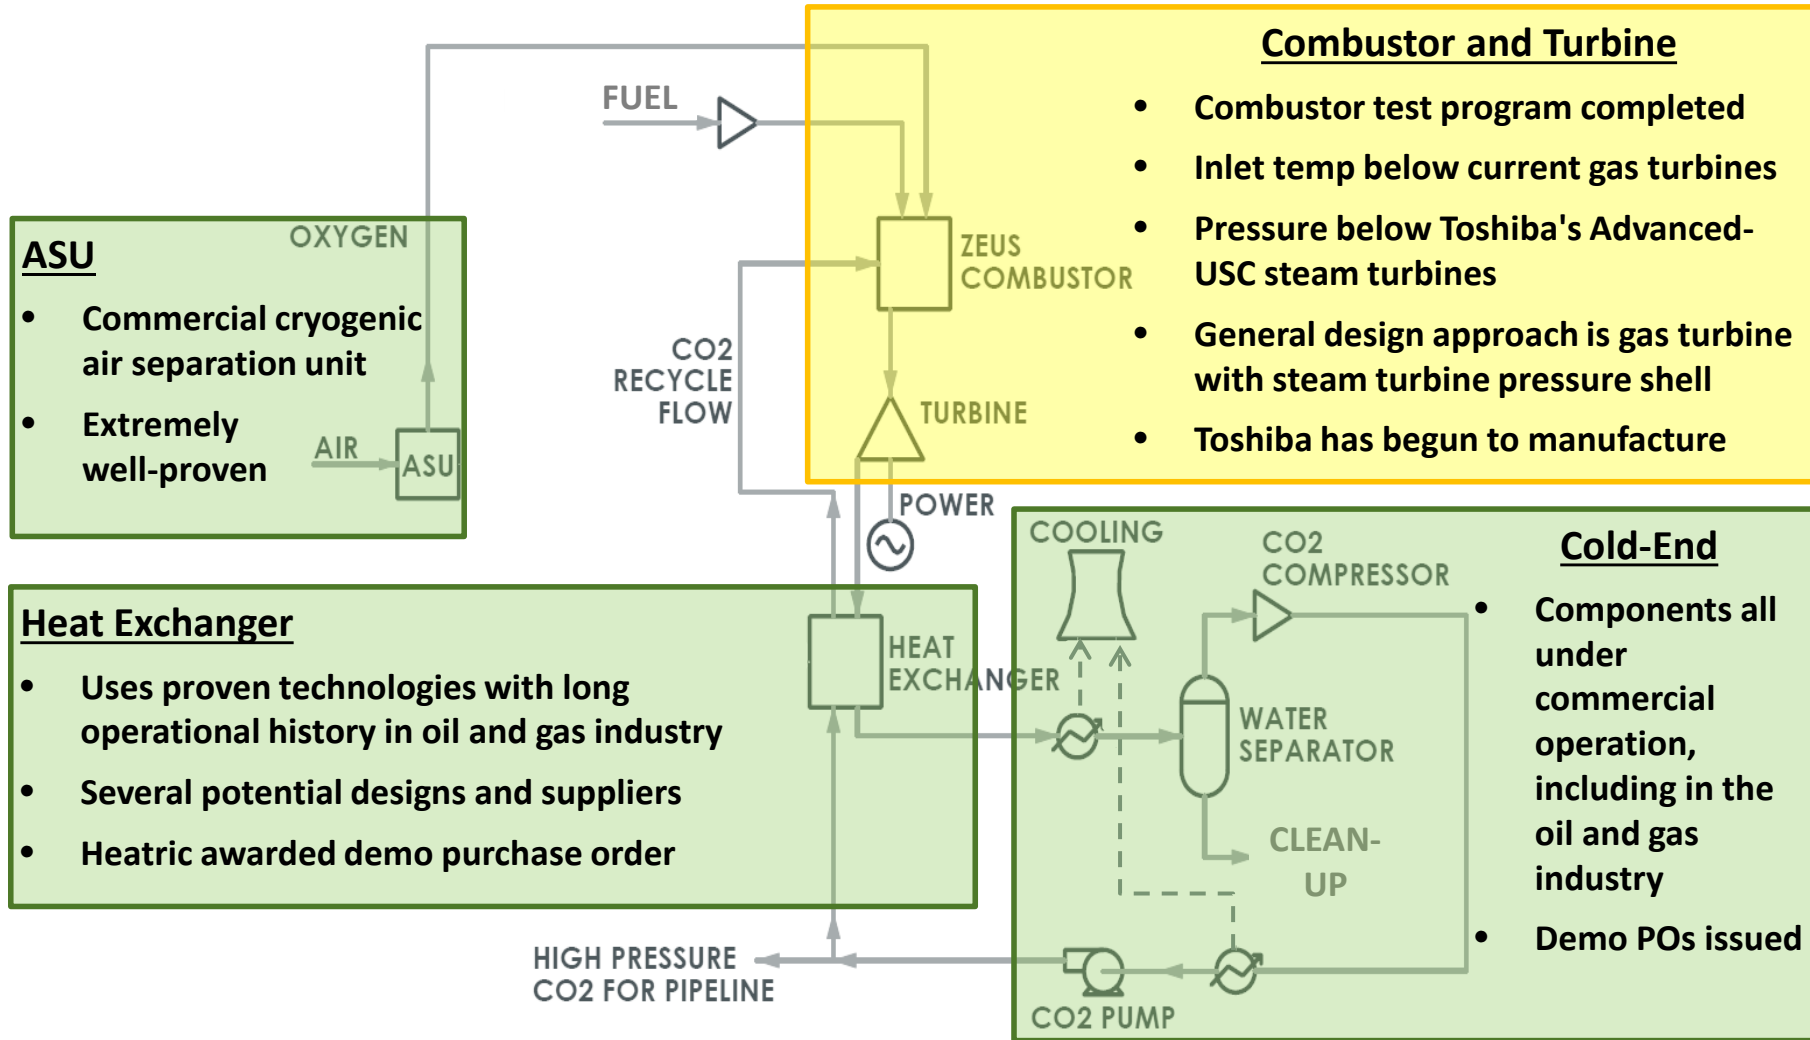 Combustor and Turbine
• Combustor test program completed
• Inlet temp below current gas turbines
• Pressure below Toshiba's Advanced-
USC steam turbines
• General design approach is gas turbine
with steam turbine pressure shell
• Toshiba has begun to manufacture
FUEL
ZEUS
COMBUSTOR
TURBINE
POWER
CO2
RECYCLE
FLOW
OXYGEN
ASU
• Commercial cryogenic
air separation unit
• Extremely
well-proven
AIR
ASU
Heat Exchanger
• Uses proven technologies with long
operational history in oil and gas industry
• Several potential designs and suppliers
• Heatric awarded demo purchase order
HEAT
EXCHANGER
COOLING
CO2
COMPRESSOR
WATER
SEPARATOR
CLEAN-
UP
Cold-End
• Components all
under
commercial
operation,
including in the
oil and gas
industry
• Demo POs issued
HIGH PRESSURE
CO2 FOR PIPELINE
CO2 PUMP